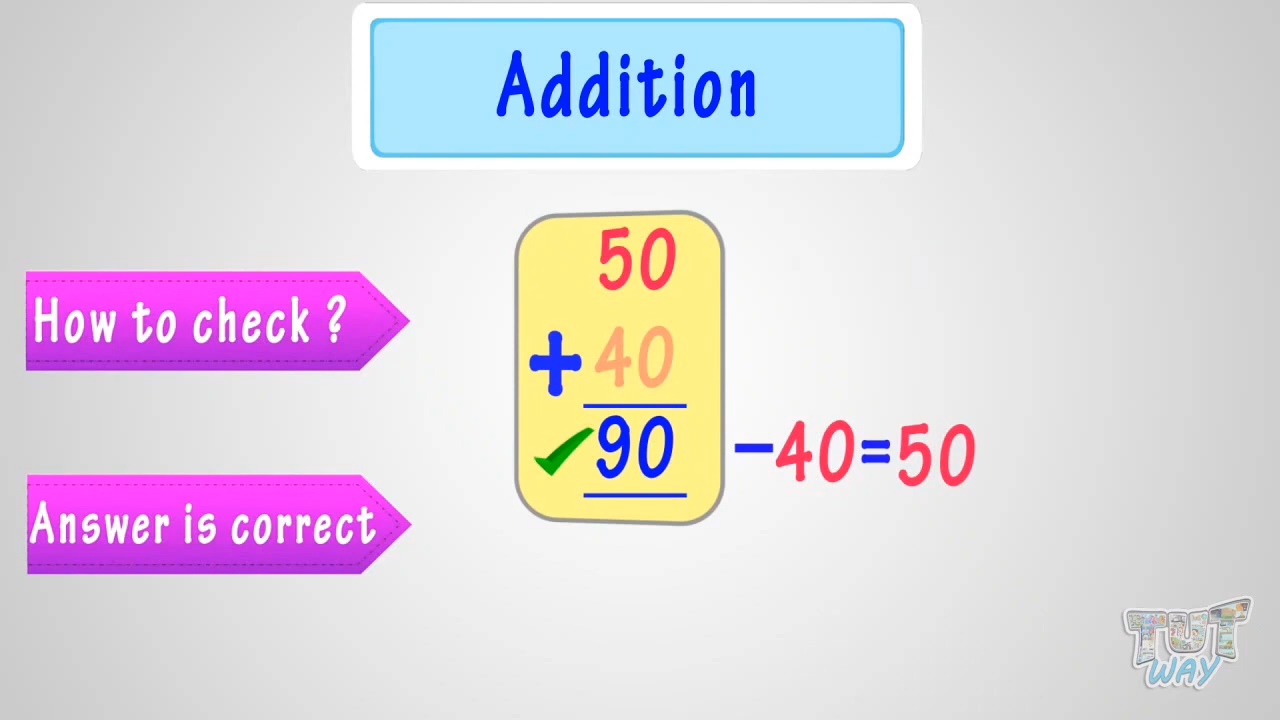 Addition
How to check ?
50
+ 40
90 -40=50
Answer is correct
TUT
WAY